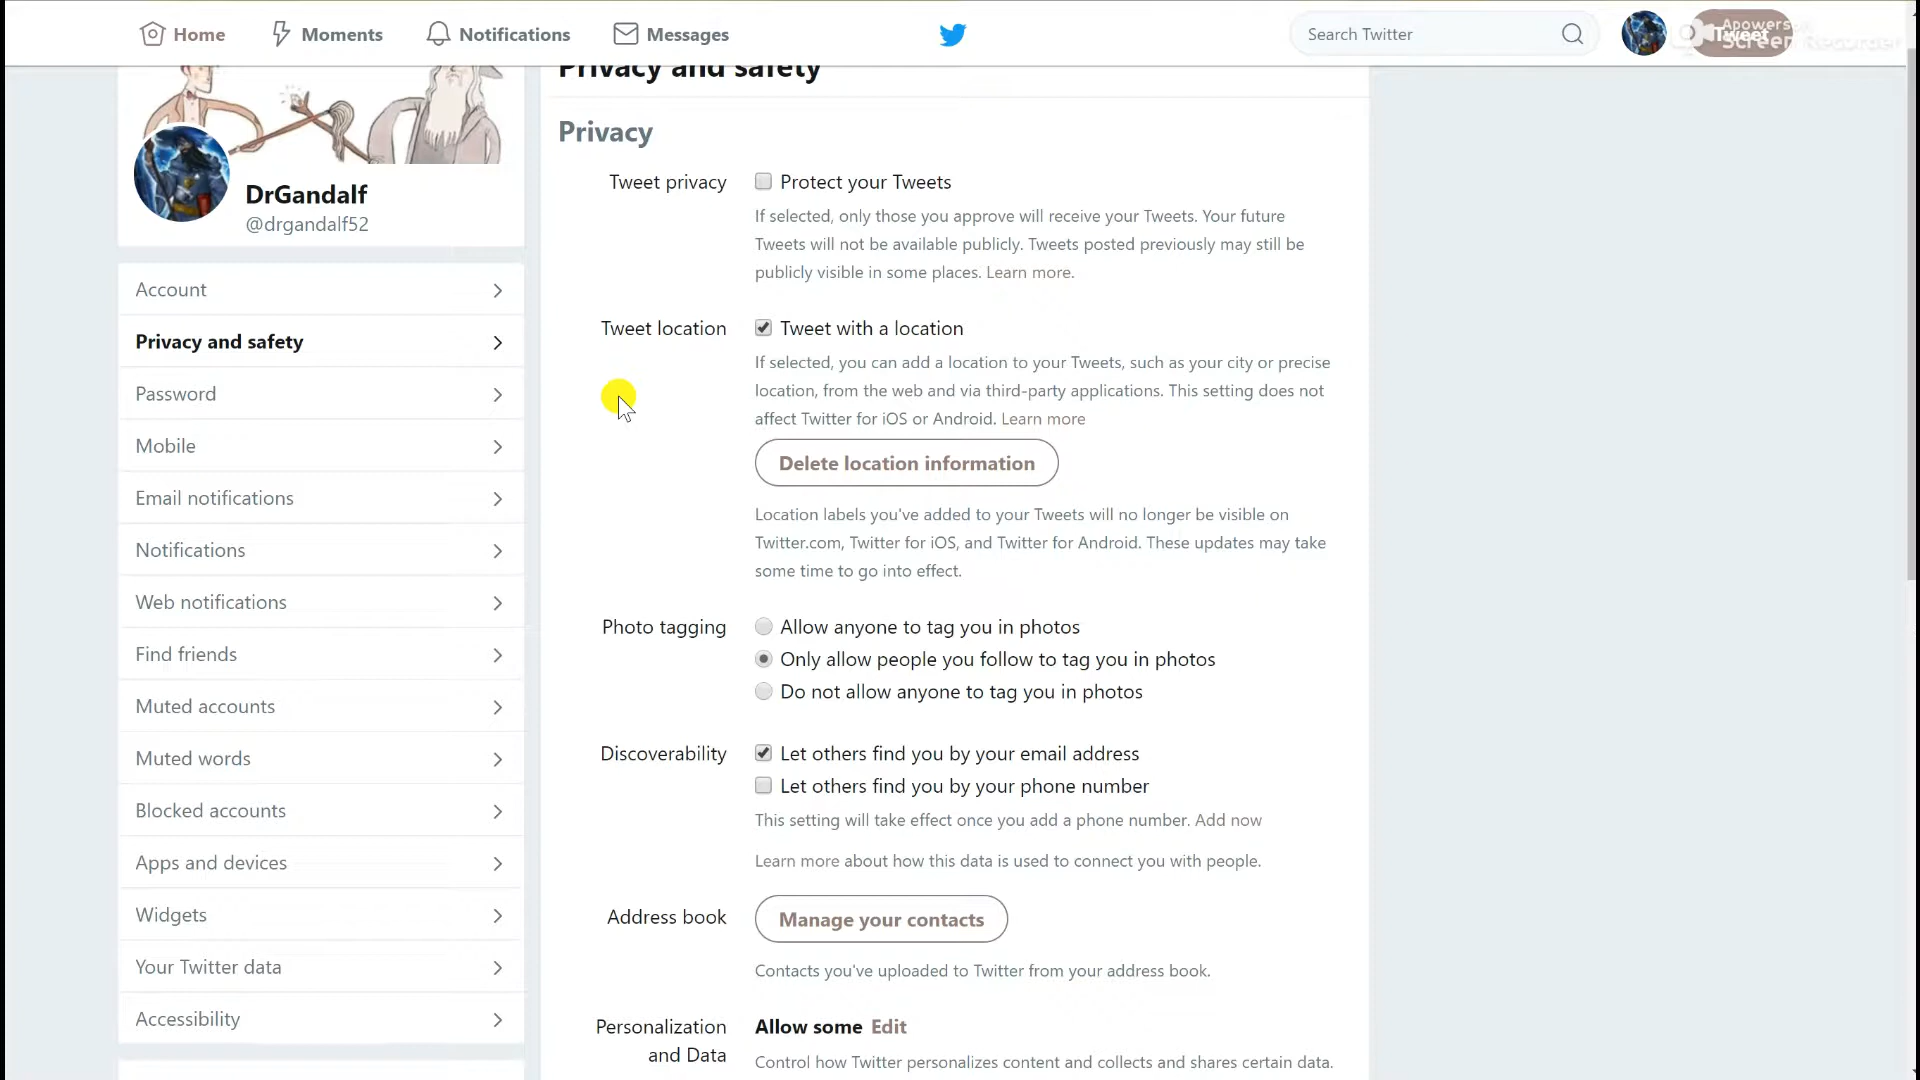 Home
Moments
Notifications
Messages
Search Twitter
Apowersoft
Tweet
Screen Recorder
DrGandalf
@drgandalf52
Account
Privacy and safety
Password
Mobile
Email notifications
Notifications
Web notifications
Find friends
Muted accounts
Muted words
Blocked accounts
Apps and devices
Widgets
Your Twitter data
Accessibility
Privacy and safety
Privacy
Tweet privacy
Protect your Tweets
If selected, only those you approve will receive your Tweets. Your future
Tweets will not be available publicly. Tweets posted previously may still be
publicly visible in some places. Learn more.
Tweet location
Tweet with a location
If selected, you can add a location to your Tweets, such as your city or precise
location, from the web and via third-party applications. This setting does not
affect Twitter for iOS or Android. Learn more
Delete location information
Location labels you've added to your Tweets will no longer be visible on
Twitter.com, Twitter for iOS, and Twitter for Android. These updates may take
some time to go into effect.
Photo tagging
Allow anyone to tag you in photos
Only allow people you follow to tag you in photos
Do not allow anyone to tag you in photos
Discoverability
Let others find you by your email address
Let others find you by your phone number
This setting will take effect once you add a phone number. Add now
Learn more about how this data is used to connect you with people.
Address book
Manage your contacts
Contacts you've uploaded to Twitter from your address book.
Personalization
and Data
Allow some Edit
Control how Twitter personalizes content and collects and shares certain data.